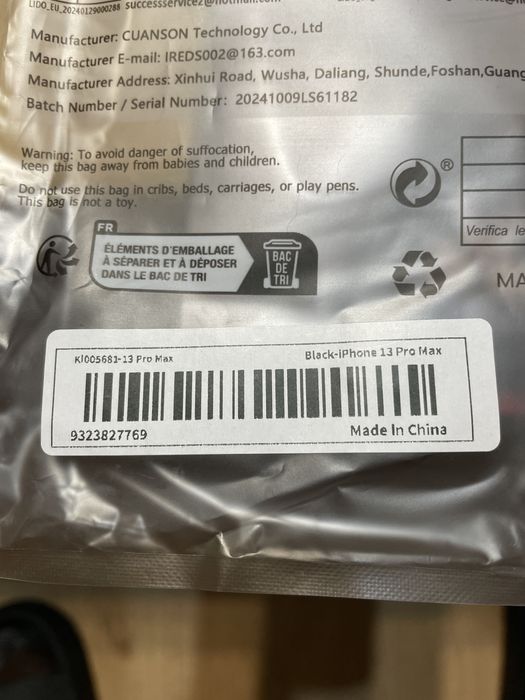 LIDO_EU_20240129000288
Manufacturer: CUANSON Technology Co., Ltd
Manufacturer E-mail: IREDS002@163.com
Manufacturer Address: Xinhui Road, Wusha, Daliang, Shunde,Foshan,Guang
Batch Number / Serial Number: 20241009LS61182
Warning: To avoid danger of suffocation,
keep this bag away from babies and children.
Do not use this bag in cribs, beds, carriages, or play pens.
This bag is not a toy.
®
Verifica le
FR
ÉLÉMENTS D'EMBALLAGE
À SÉPARER ET À DÉPOSER
DANS LE BAC DE TRI
BAC
DE
TRI
MA
KI005681-13 Pro Max
Black-iPhone 13 Pro Max
9323827769
Made In China